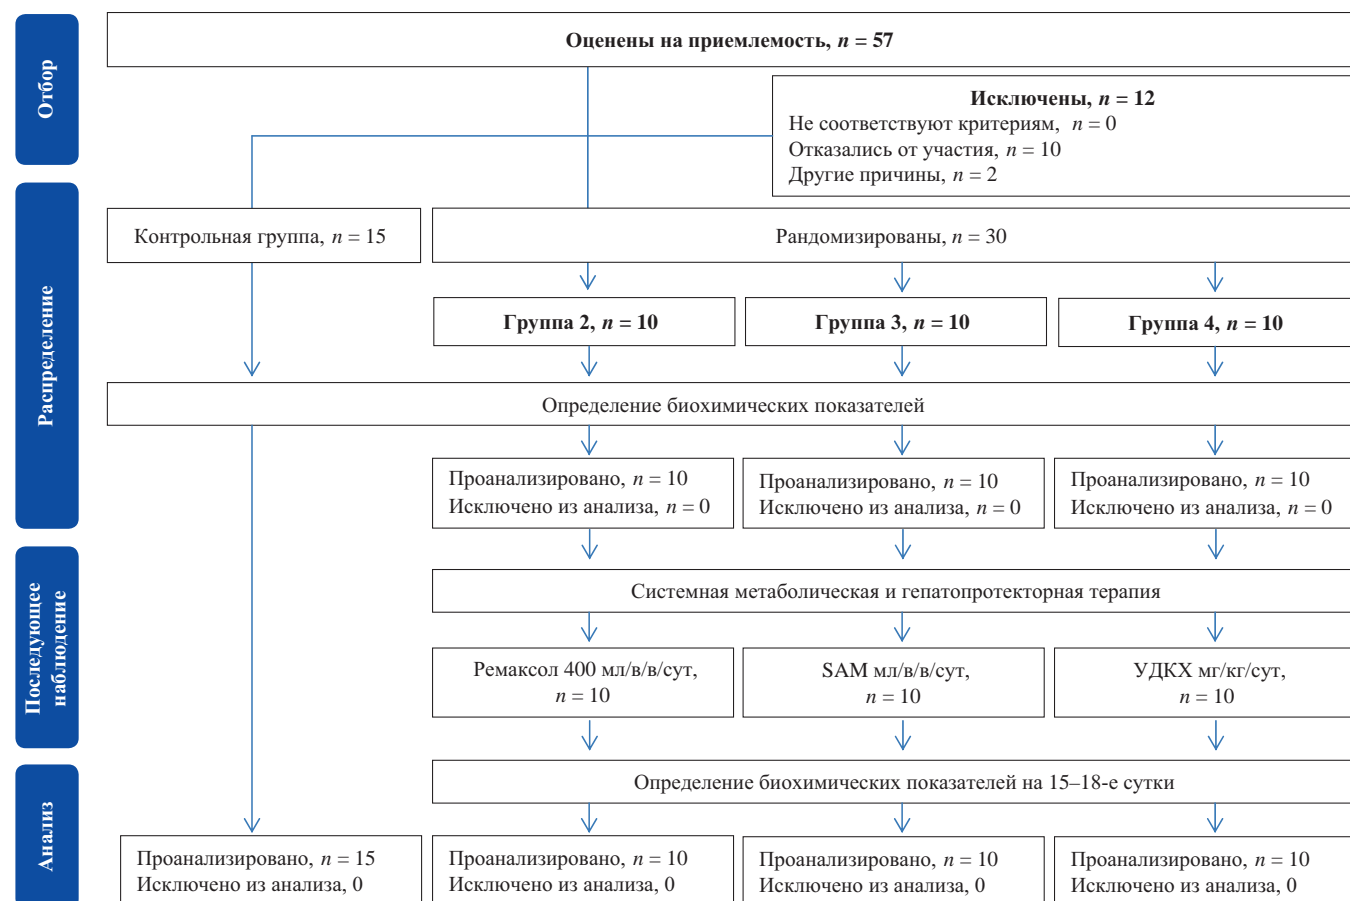 Отбор
Оценены на приемлемость, n = 57
Исключены, n = 12
Не соответствуют критериям, n = 0
Отказались от участия, n = 10
Другие причины, n = 2
Распределение
Контрольная группа, n = 15
Рандомизированы, n = 30
Группа 2, n = 10
Группа 3, n = 10
Группа 4, n = 10
Определение биохимических показателей
Проанализировано, n = 10
Исключено из анализа, n = 0
Проанализировано, n = 10
Исключено из анализа, n = 0
Проанализировано, n = 10
Исключено из анализа, n = 0
Последующее
наблюдение
Системная метаболическая и гепатопротекторная терапия
Ремаксол 400 мл/в/в/сут,
n = 10
SAM мл/в/в/сут,
n = 10
УДКХ мг/кг/сут,
n = 10
Анализ
Определение биохимических показателей на 15–18-е сутки
Проанализировано, n = 15
Исключено из анализа, 0
Проанализировано, n = 10
Исключено из анализа, 0
Проанализировано, n = 10
Исключено из анализа, 0
Проанализировано, n = 10
Исключено из анализа, 0